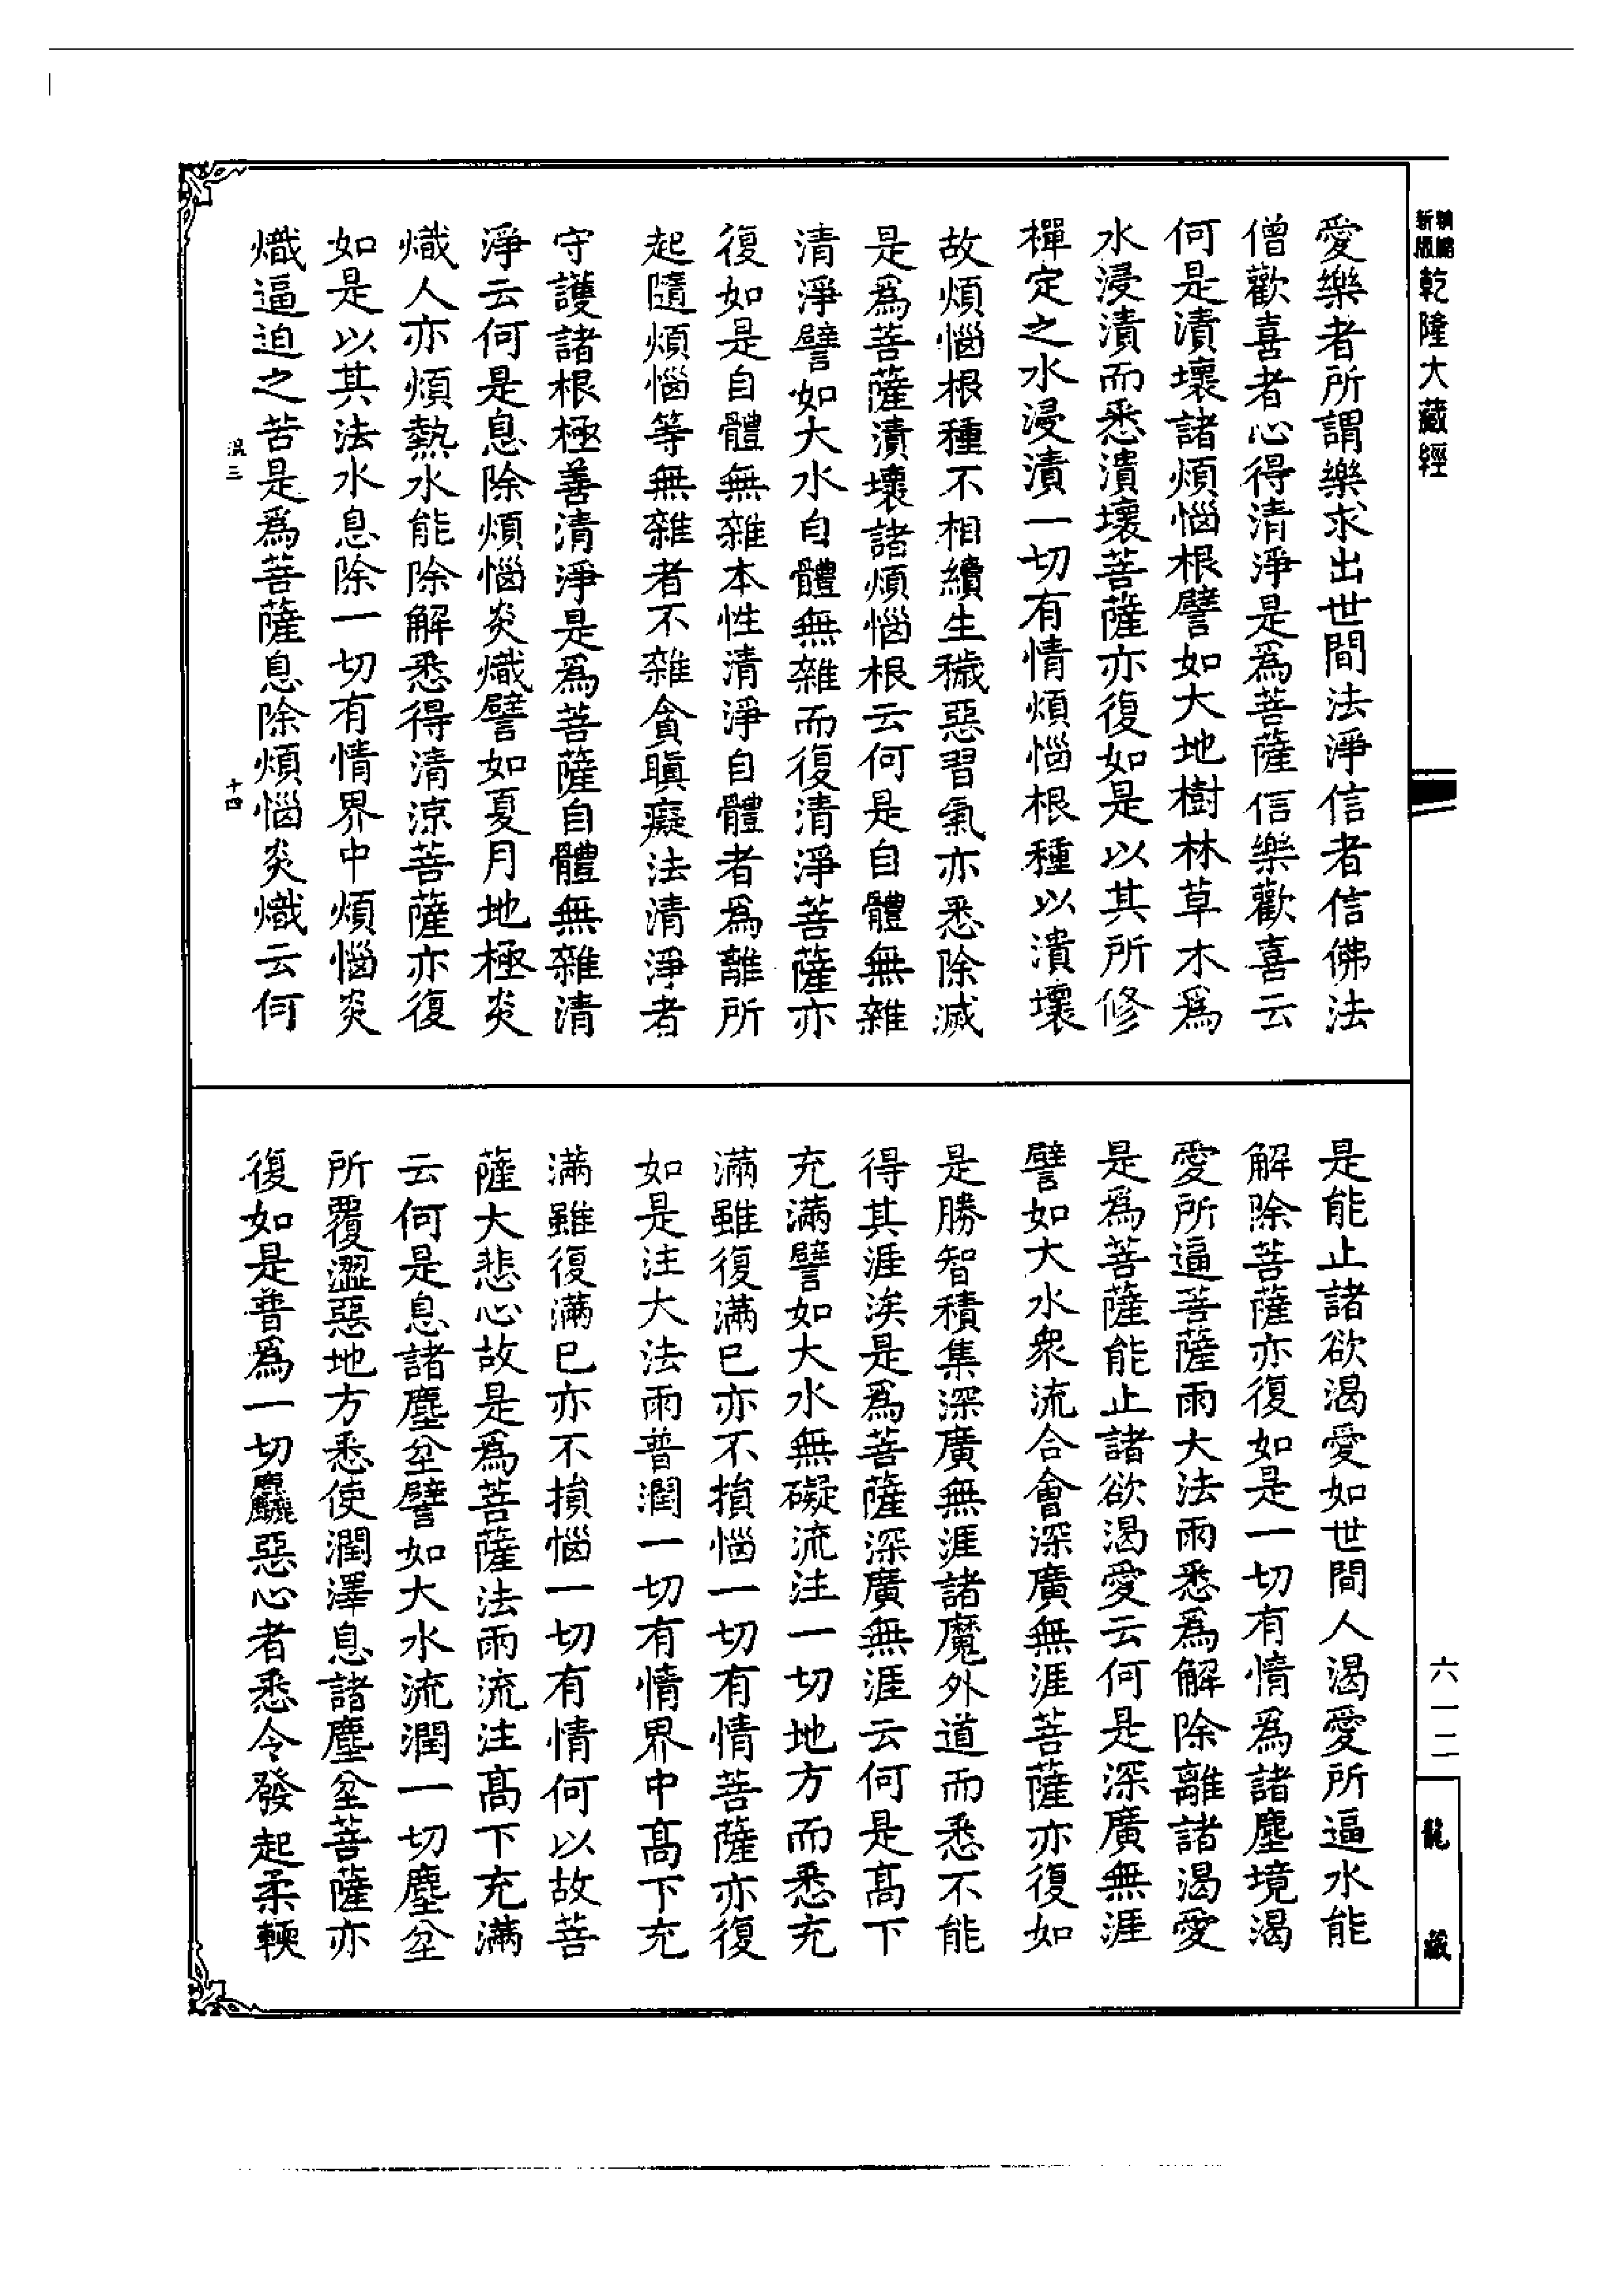 新版
乾隆大藏經
愛樂者所謂樂求出世間法淨信者信佛法
僧歡喜者心得清淨是爲菩薩信樂歡喜云
何是漬壞諸煩惱根譬如大地樹林草木爲
水浸漬而悉潰壞菩薩亦復如是以其所修
禪定之水浸漬一切有情煩惱根種以潰壞
故煩惱根種不相續生穢惡習氣亦悉除滅
是爲菩薩漬壞諸煩惱根云何是自體無雜
清淨譬如大水自體無雜而復清淨菩薩亦
復如是自體無雜本性清淨自體者爲離所
起隨煩惱等無雜者不雜貪瞋癡法清淨者
守護諸根極善清淨是爲菩薩自體無雜清
淨云何是息除煩惱炎熾譬如夏月地極炎
熾人亦煩熱水能除解悉得清涼菩薩亦復
如是以其法水息除一切有情界中煩惱炎
熾逼迫之苦是爲菩薩息除煩惱炎熾云何
三
十四
是能止諸欲渴愛如世間人渴愛所逼水能
解除菩薩亦復如是一切有情爲諸塵境渴
愛所逼菩薩雨大法雨悉爲解除離諸渴愛
是爲菩薩能止諸欲渴愛云何是深廣無涯
譬如大水衆流合會深廣無涯菩薩亦復如
是勝智積集深廣無涯諸魔外道而悉不能
得其涯涘是爲菩薩深廣無涯云何是高下
充滿譬如大水無礙流注一切地方而悉充
滿雖復滿已亦不損惱一切有情菩薩亦復
如是注大法雨普潤一切有情界中高下充
滿雖復滿已亦不損惱一切有情何以故菩
薩大悲心故是爲菩薩法雨流注高下充滿
云何是息諸塵坌譬如大水流潤一切塵坌
所覆澀惡地方悉使潤澤息諸塵坌菩薩亦
復如是普爲一切麤惡心者悉令發起柔輭
六一二
龍藏